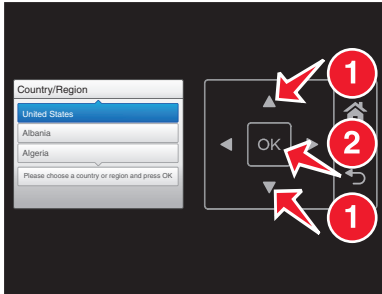 Country/Region
United States
Albania
Algeria
Please choose a country or region and press OK
1
OK
2
1